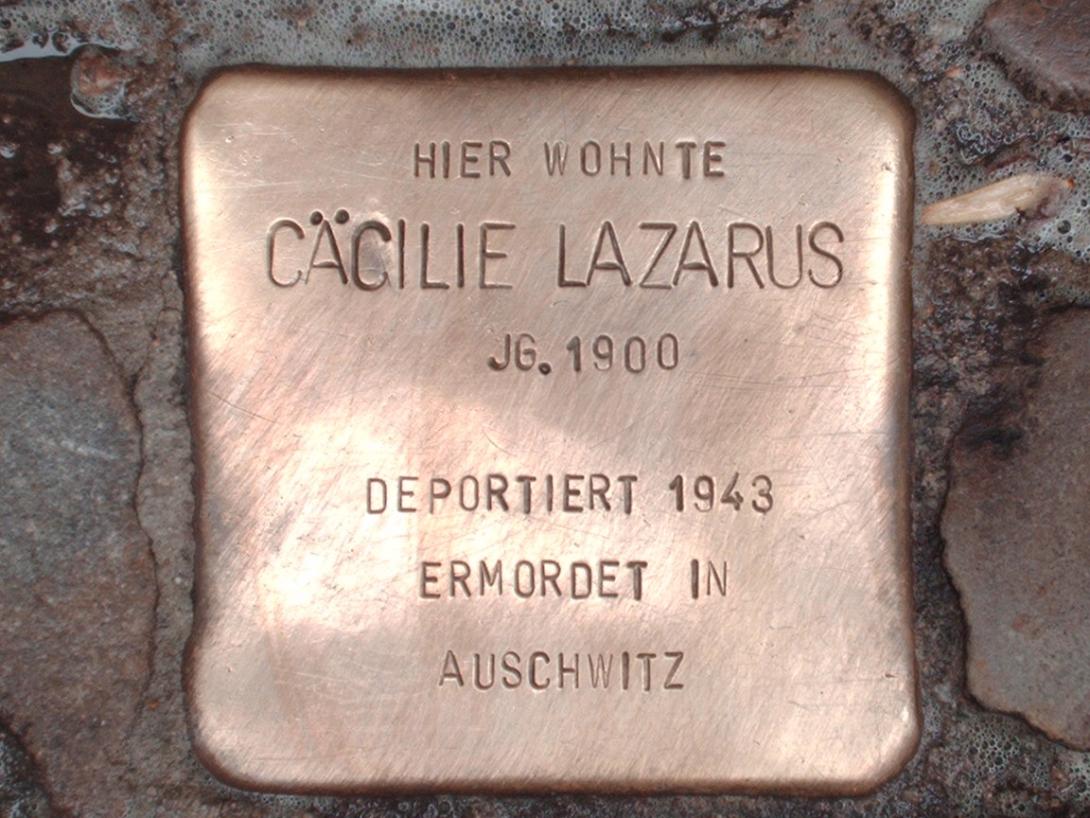 HIER WOHNTE
CÄCILIE LAZARUS
JG. 1900
DEPORTIERT 1943
ERMORDET IN
AUSCHWITZ